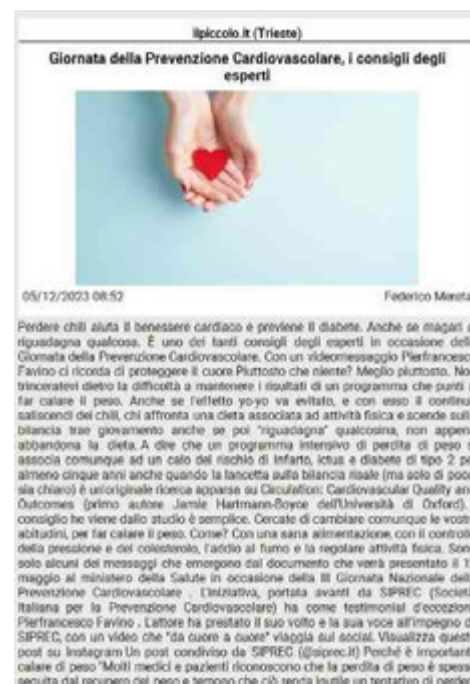 ilpiccolo.it (Trieste)
Giornata della Prevenzione Cardiovascolare, i consigli degli
esperti
05/12/2023 08:52 Federico Mereta
Perdere chili aiuta il benessere cardiaco e previene il diabete. Anche se magari
riguadagna qualcosa. È uno dei tanti consigli degli esperti in occasione
Giornata della Prevenzione Cardiovascolare. Con un videomessaggio Pierfrancesco
Favino ci ricorda di proteggere il cuore Piuttosto che niente? Meglio piuttosto.
trinceratevi dietro la difficoltà a mantenere i risultati di un programma che punti
far calare il peso. Anche se l'effetto yo-yo va evitato, e con esso il continuo
saliscendi dei chili, chi affronta una dieta associata ad attività fisica e scende
bilancia trae giovamento anche se poi "riguadagna" qualcosina, non appena
abbandona la dieta. A dire che un programma intensivo di perdita di peso
associa comunque ad un calo del rischio di infarto, ictus e diabete di tipo 2
almeno cinque anni anche quando la lancetta sulla bilancia risale (ma solo di
sia chiaro) è un'originale ricerca apparsa su Circulation: Cardiovascular Quality
Outcomes (primo autore Jamie Hartmann-Boyce dell'Università di Oxford),
consiglio he viene dallo studio è semplice. Cercate di cambiare comunque le
abitudini, per far calare il peso. Come? Con una sana alimentazione, con il
della pressione e del colesterolo, l'addio al fumo e la regolare attività fisica.
solo alcuni dei messaggi che emergono dal documento che verrà presentato il
maggio al ministero della Salute in occasione della III Giornata Nazionale
Prevenzione Cardiovascolare . L'iniziativa, portata avanti da SIPREC (Società
Italiana per la Prevenzione Cardiovascolare) ha come testimonial d'eccezione
Pierfrancesco Favino . L'attore ha prestato il suo volto e la sua voce all'impegno
SIPREC, con un video che "da cuore a cuore" viaggia sui social. Visualizza
post su Instagram Un post condiviso da SIPREC (@siprec.it) Perché è importante
calare di peso "Molti medici e pazienti riconoscono che la perdita di peso è
seguita dal recupero del peso e temono che ciò renda inutile un tentativo di